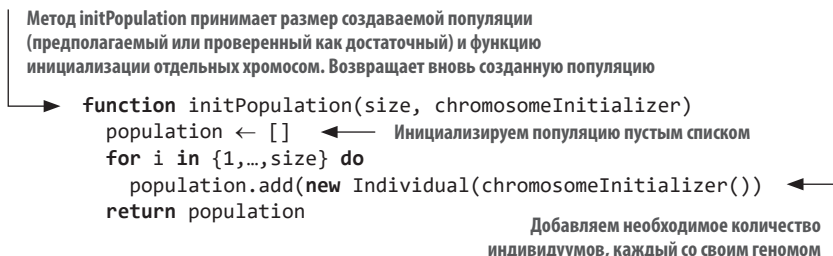 Метод initPopulation принимает размер создаваемой популяции
(предполагаемый или проверенный как достаточный) и функцию
инициализации отдельных хромосом. Возвращает вновь созданную популяцию
function initPopulation(size, chromosomeInitializer)
population ← []
Инициализируем популяцию пустым списком
for i in {1,…,size} do
population.add(new Individual(chromosomeInitializer())
return population
Добавляем необходимое количество
индивидуумов, каждый со своим геномом